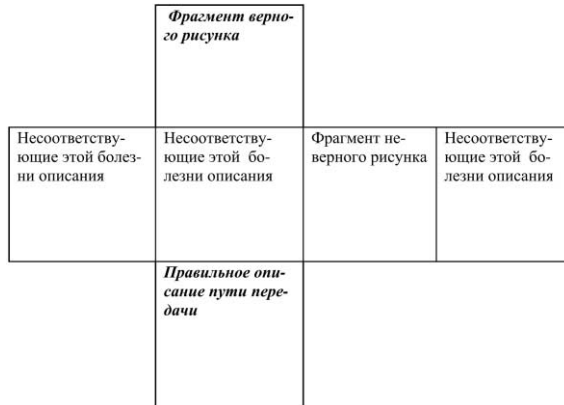 Фрагмент верно-
го рисунка
Несоответству-
ющие этой болез-
ни описания
Несоответству-
ющие этой бо-
лезни описания
Фрагмент не-
верного рисунка
Несоответству-
ющие этой бо-
лезни описания
Правильное опи-
сание пути пере-
дачи